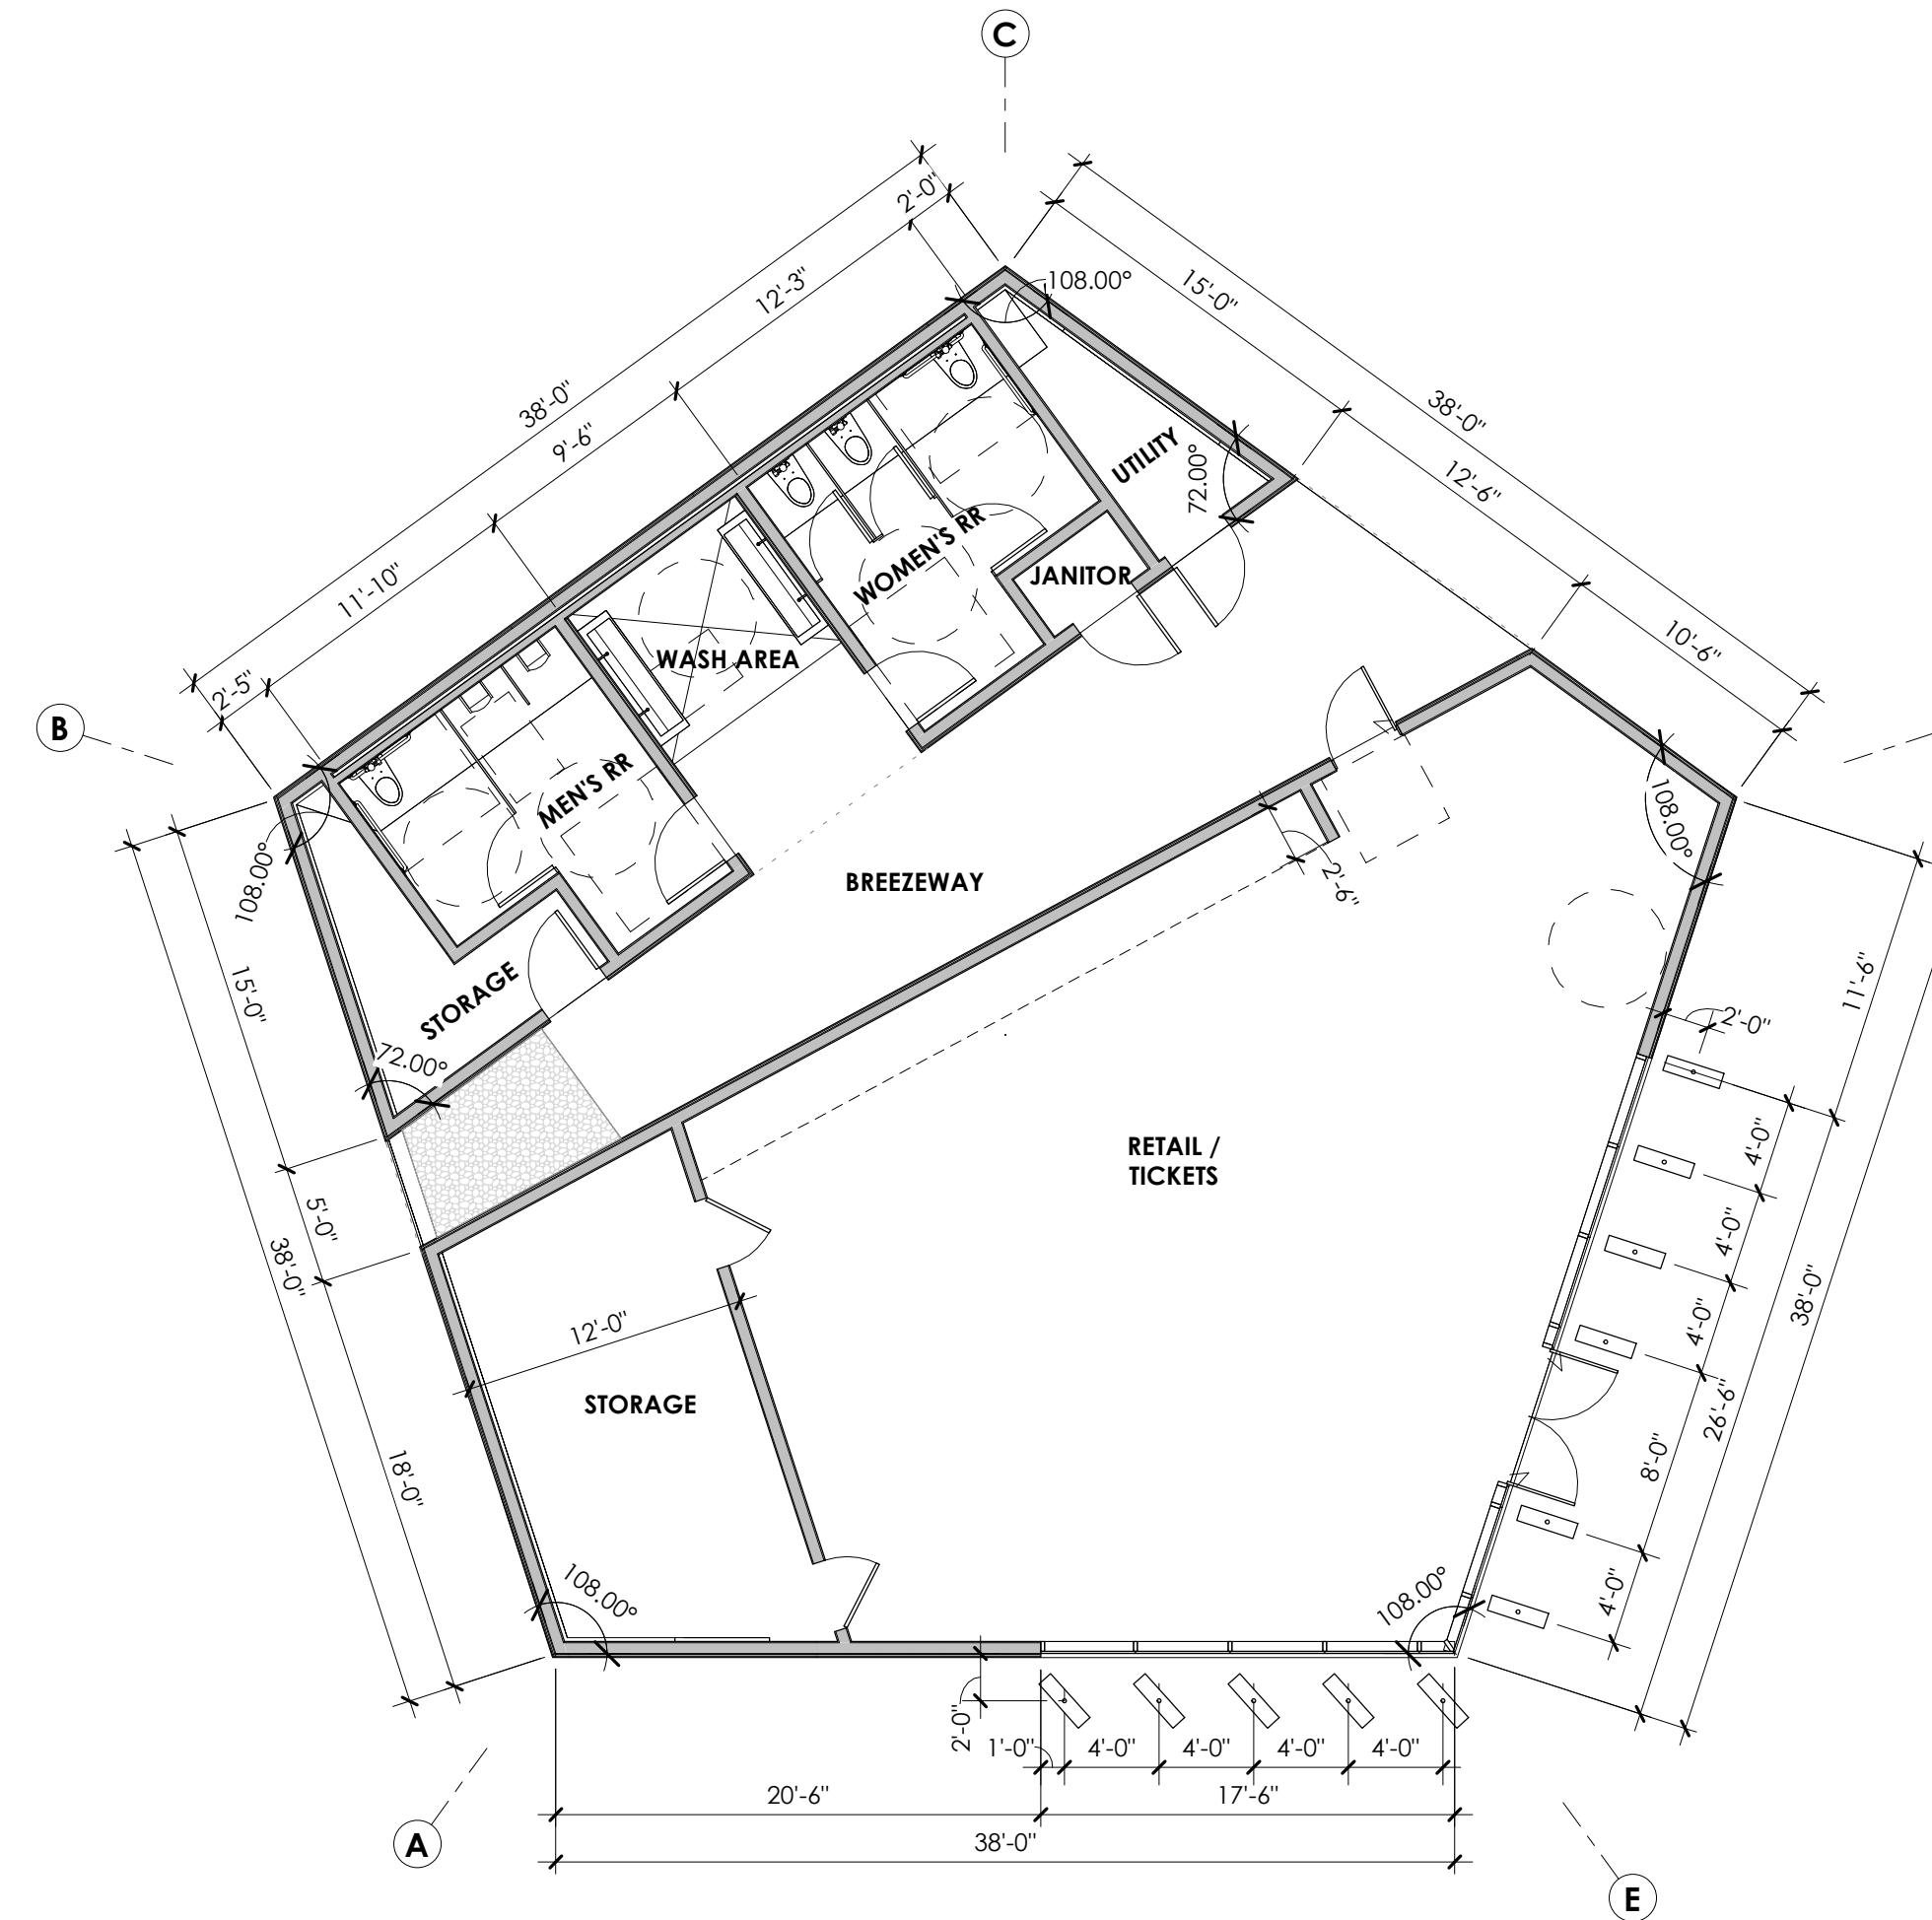 C
2'-0"
12'-3"
108.00°
15'-0"
38'-0"
38'-0"
9'-6"
UTILITY
72.00°
12'-6"
WOMEN'S RR
JANITOR
11'-10"
10'-6"
WASH AREA
2'-5"
B
MEN'S RR
108.00°
108.00°
BREEZEWAY
2'-6"
15'-0"
STORAGE
11'-6"
2'-0"
72.00°
RETAIL /
TICKETS
4'-0"
5'-0"
4'-0"
38'-0"
38'-0"
12'-0"
4'-0"
STORAGE
26'-6"
18'-0"
8'-0"
108.00°
108.00°
4'-0"
2'-0"
1'-0"
4'-0"
4'-0"
4'-0"
4'-0"
20'-6"
17'-6"
38'-0"
A
E